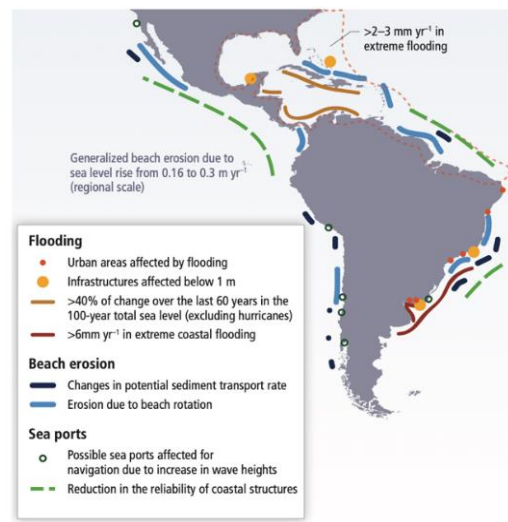 >2–3 mm yr⁻¹ in
extreme flooding
Generalized beach erosion due to
sea level rise from 0.16 to 0.3 m yr⁻¹
(regional scale)
Flooding
Urban areas affected by flooding
Infrastructures affected below 1 m
>40% of change over the last 60 years in the
100-year total sea level (excluding hurricanes)
>6mm yr⁻¹ in extreme coastal flooding
Beach erosion
Changes in potential sediment transport rate
Erosion due to beach rotation
Sea ports
Possible sea ports affected for
navigation due to increase in wave heights
Reduction in the reliability of coastal structures